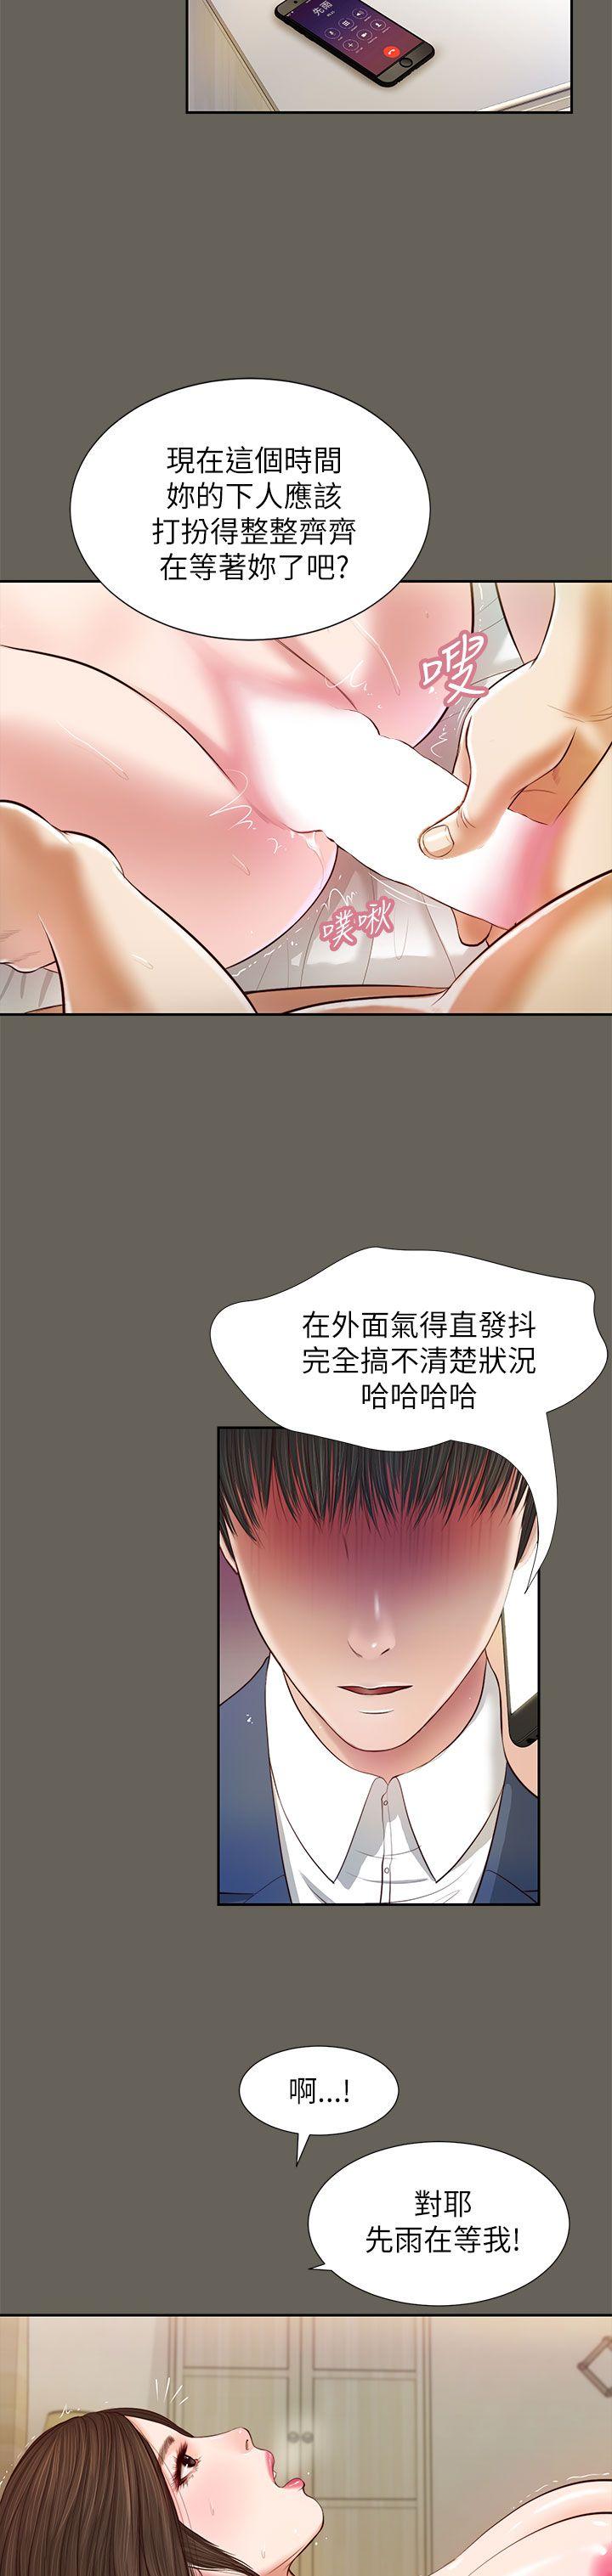 先雨
現在這個時間
妳的下人應該
打扮得整整齊齊
在等著妳了吧?
嗖
噗啾
在外面氣得直發抖
完全搞不清楚狀況
哈哈哈哈
啊...!
對耶
先雨在等我!